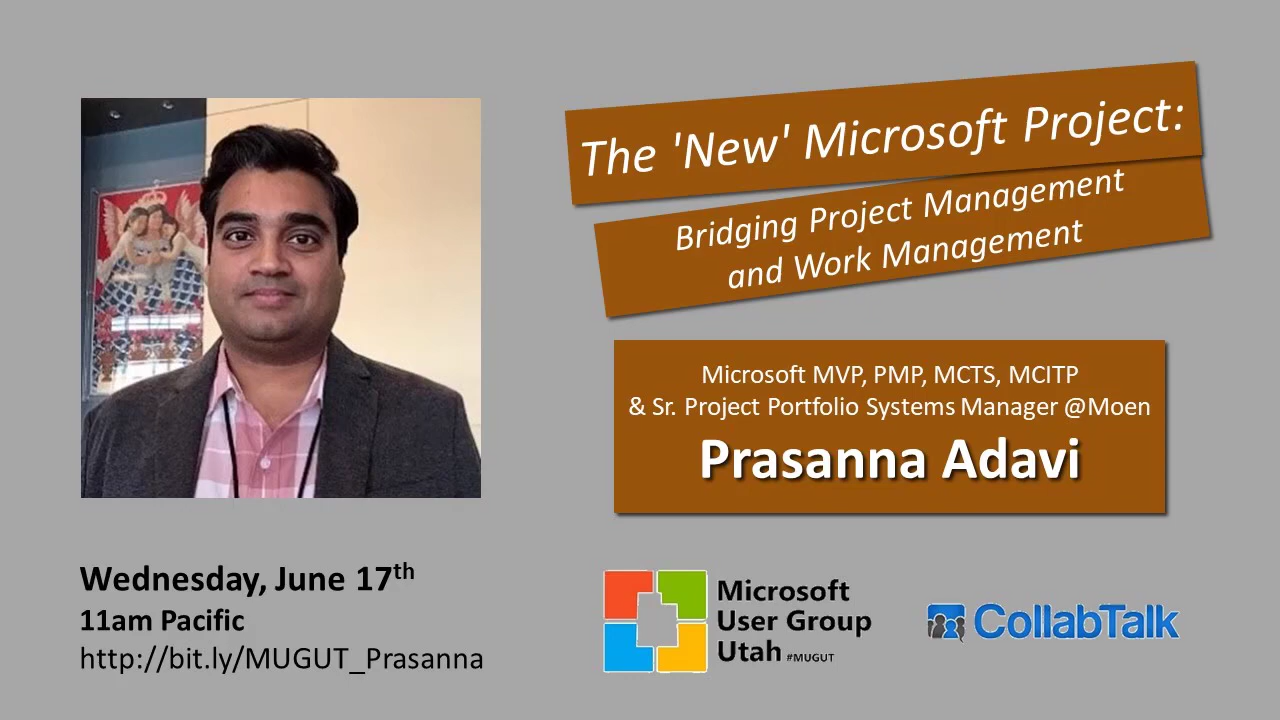 The 'New' Microsoft Project:
Bridging Project Management
and Work Management
Microsoft MVP, PMP, MCTS, MCITP
& Sr. Project Portfolio Systems Manager @Moen
Prasanna Adavi
Wednesday, June 17th
11am Pacific
http://bit.ly/MUGUT_Prasanna
Microsoft
User Group
Utah #MUGUT
CollabTalk